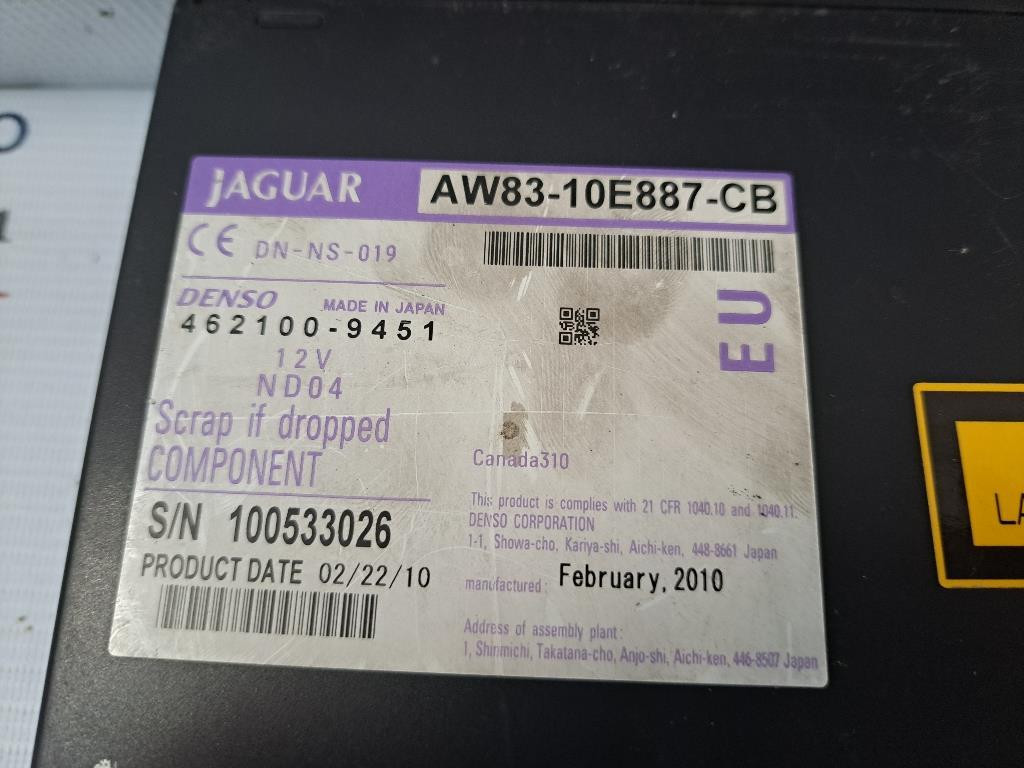 JAGUAR AW83-10E887-CB
CE DN-NS-019
DENSO MADE IN JAPAN
462100-9451
12V
ND04
EU
Scrap if dropped
COMPONENT
Canada310
S/N 100533026
PRODUCT DATE 02/22/10
This product is complies with 21 CFR 1040.10 and 1040.11.
DENSO CORPORATION
1-1, Showa-cho, Kariya-shi, Aichi-ken, 448-8661 Japan
manufactured: February, 2010
Address of assembly plant:
1, Shinmichi, Takatana-cho, Anjo-shi, Aichi-ken, 446-8507 Japan